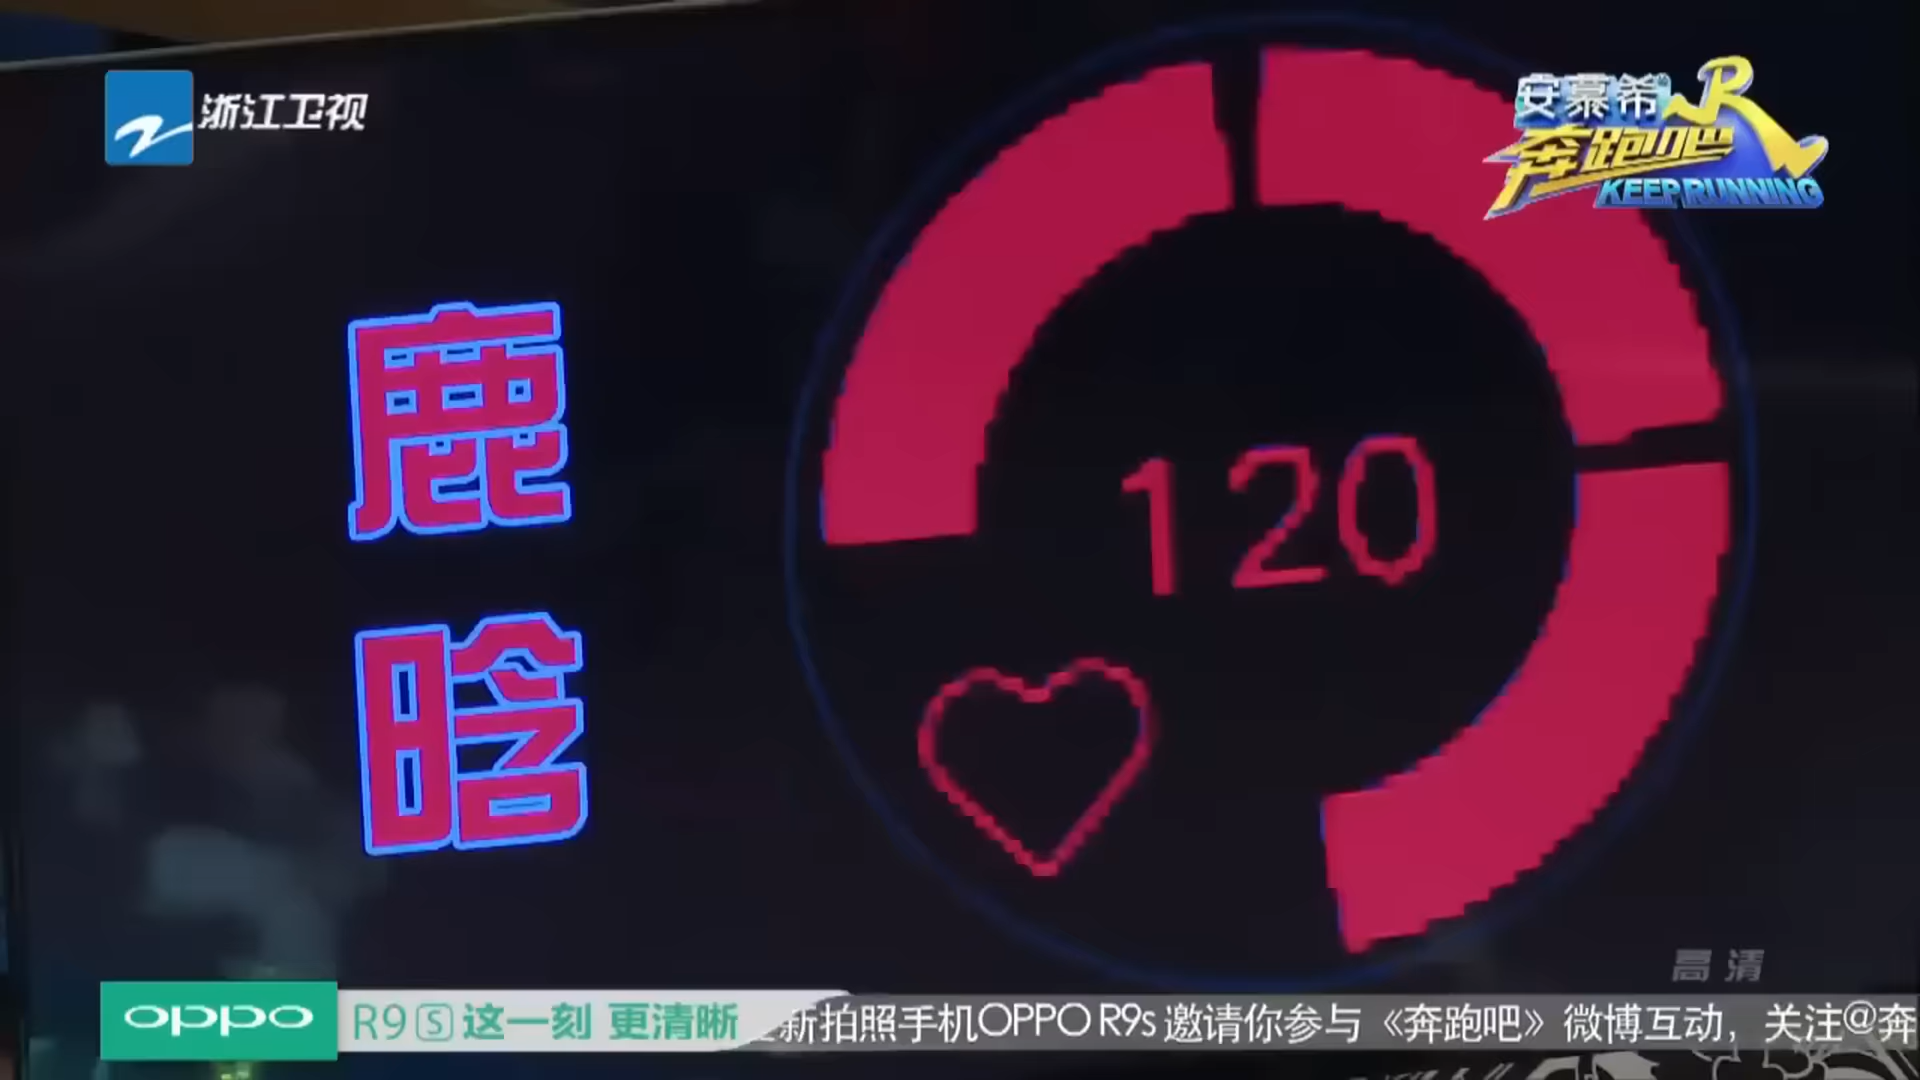 浙江卫视
安慕希
奔跑吧
KEEP RUNNING
鹿
晗
120
高清
oppo
R9s 这一刻 更清晰
新拍照手机OPPO R9s 邀请你参与《奔跑吧》微博互动，关注@奔